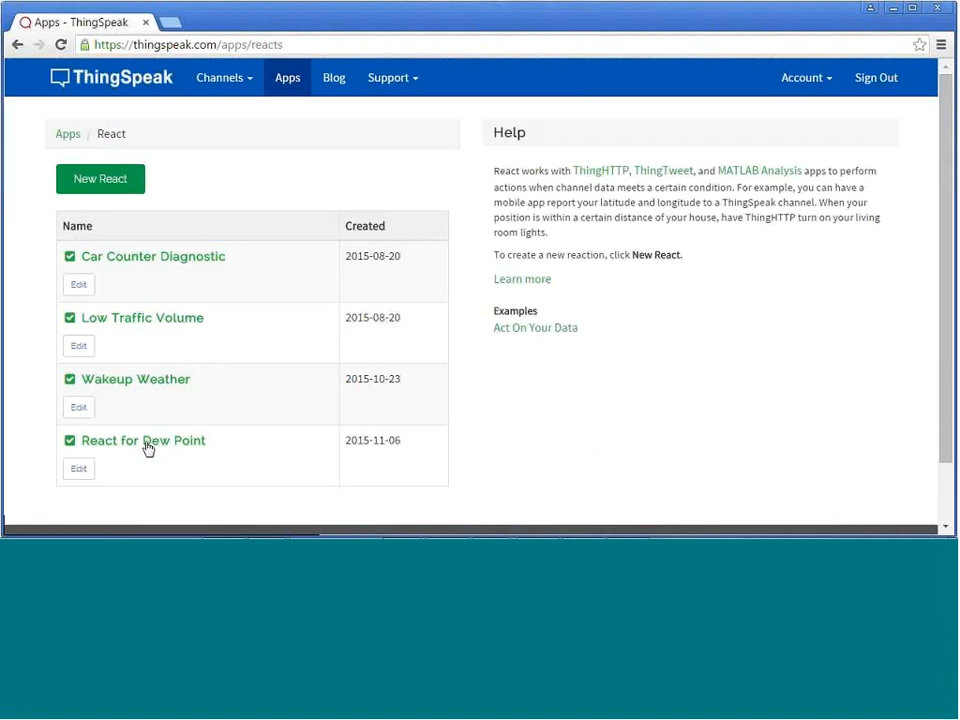 Apps - ThingSpeak
https://thingspeak.com/apps/reacts
ThingSpeak Channels Apps Blog Support Account Sign Out
Apps / React
New React
Name Created
Car Counter Diagnostic 2015-08-20
Edit
Low Traffic Volume 2015-08-20
Edit
Wakeup Weather 2015-10-23
Edit
React for Dew Point 2015-11-06
Edit
Help
React works with ThingHTTP, ThingTweet, and MATLAB Analysis apps to perform
actions when channel data meets a certain condition. For example, you can have a
mobile app report your latitude and longitude to a ThingSpeak channel. When your
position is within a certain distance of your house, have ThingHTTP turn on your living
room lights.
To create a new reaction, click New React.
Learn more
Examples
Act On Your Data